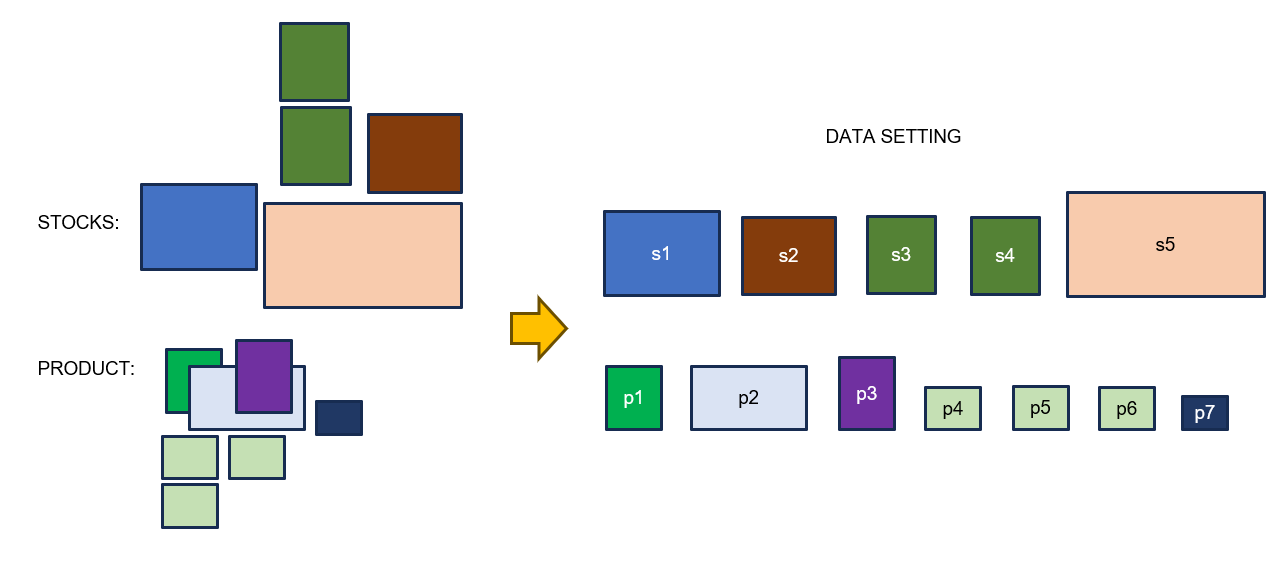 DATA SETTING
STOCKS:
s1
s2
s3
s4
s5
PRODUCT:
p1
p2
p3
p4
p5
p6
p7